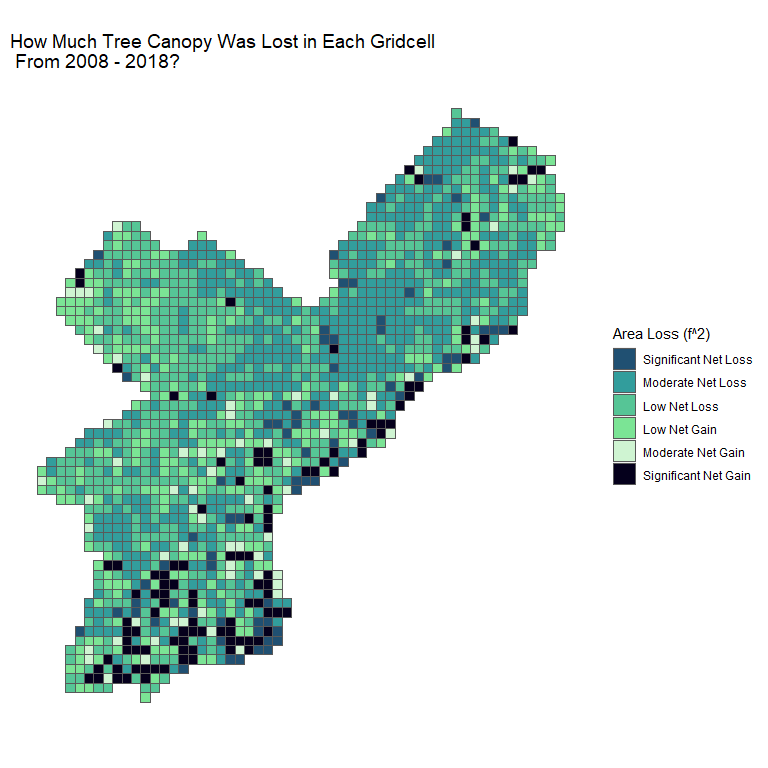 How Much Tree Canopy Was Lost in Each Gridcell
From 2008 - 2018?
Area Loss (f^2)
Significant Net Loss
Moderate Net Loss
Low Net Loss
Low Net Gain
Moderate Net Gain
Significant Net Gain